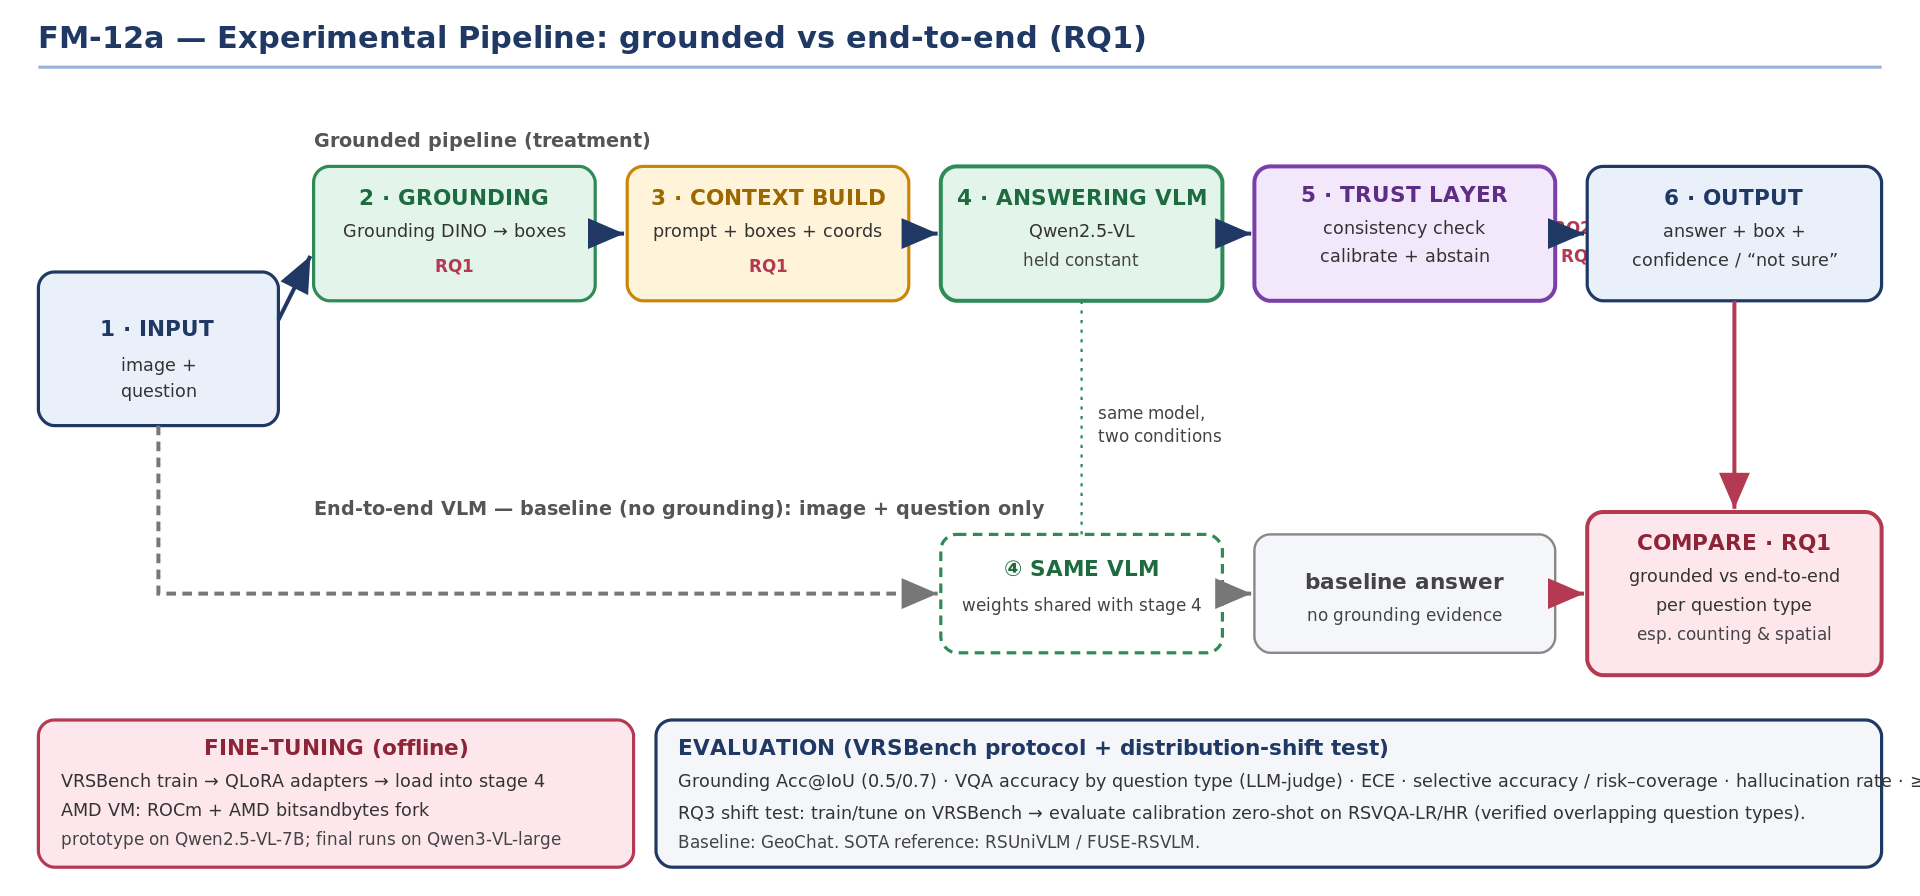 FM-12a — Experimental Pipeline: grounded vs end-to-end (RQ1)
Grounded pipeline (treatment)
1 · INPUT
image +
question
2 · GROUNDING
Grounding DINO → boxes
RQ1
3 · CONTEXT BUILD
prompt + boxes + coords
RQ1
4 · ANSWERING VLM
Qwen2.5-VL
held constant
5 · TRUST LAYER
consistency check
calibrate + abstain
6 · OUTPUT
answer + box +
confidence / “not sure”
same model,
two conditions
End-to-end VLM — baseline (no grounding): image + question only
④ SAME VLM
weights shared with stage 4
baseline answer
no grounding evidence
COMPARE · RQ1
grounded vs end-to-end
per question type
esp. counting & spatial
FINE-TUNING (offline)
VRSBench train → QLoRA adapters → load into stage 4
AMD VM: ROCm + AMD bitsandbytes fork
prototype on Qwen2.5-VL-7B; final runs on Qwen3-VL-large
EVALUATION (VRSBench protocol + distribution-shift test)
Grounding Acc@IoU (0.5/0.7) · VQA accuracy by question type (LLM-judge) · ECE · selective accuracy / risk–coverage · hallucination rate ·
RQ3 shift test: train/tune on VRSBench → evaluate calibration zero-shot on RSVQA-LR/HR (verified overlapping question types).
Baseline: GeoChat. SOTA reference: RSUniVLM / FUSE-RSVLM.